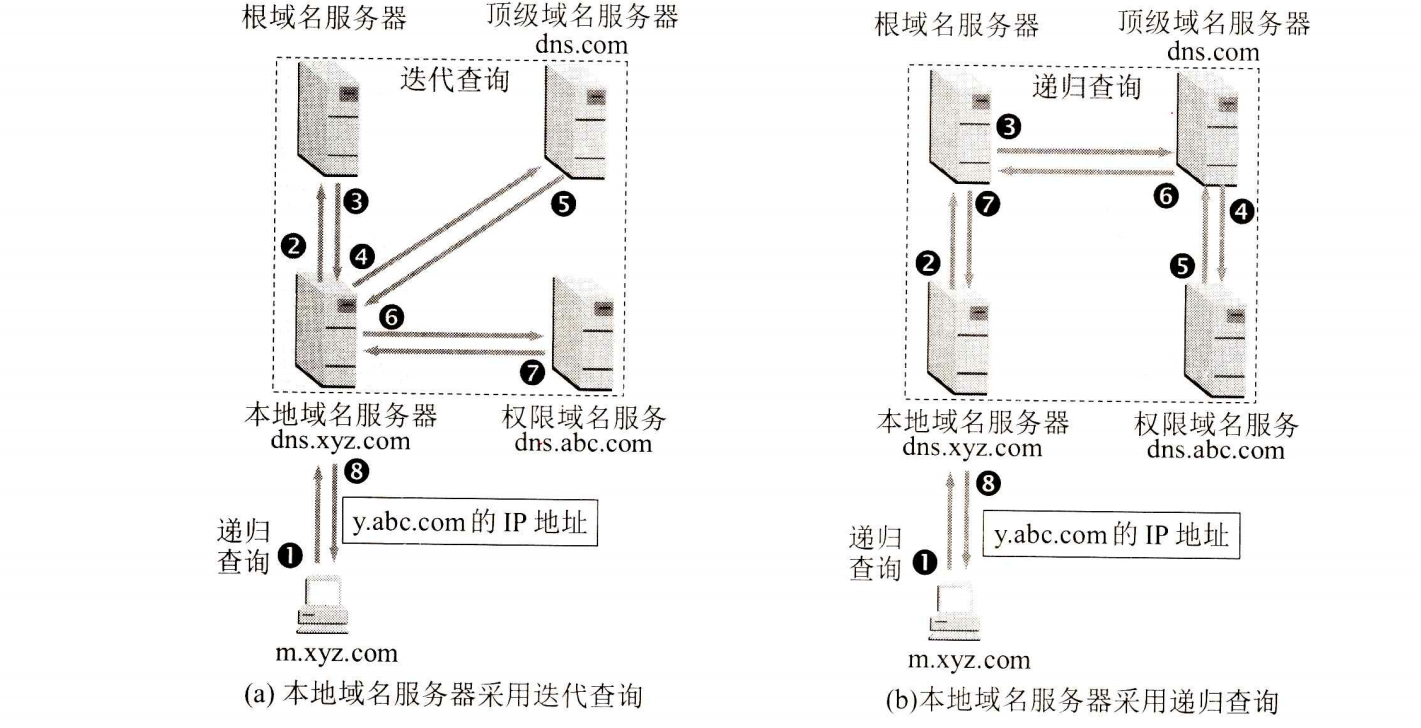 根域名服务器
顶级域名服务器
dns.com
迭代查询
❸
❺
❷
❹
❻
❼
本地域名服务器
dns.xyz.com
权限域名服务
dns.abc.com
❽
y.abc.com的 IP 地址
递归
查询
❶
m.xyz.com
(a) 本地域名服务器采用迭代查询
根域名服务器
顶级域名服务器
dns.com
递归查询
❸
❻
❼
❹
❷
❺
本地域名服务器
dns.xyz.com
权限域名服务
dns.abc.com
❽
y.abc.com的 IP 地址
递归
查询
❶
m.xyz.com
(b)本地域名服务器采用递归查询